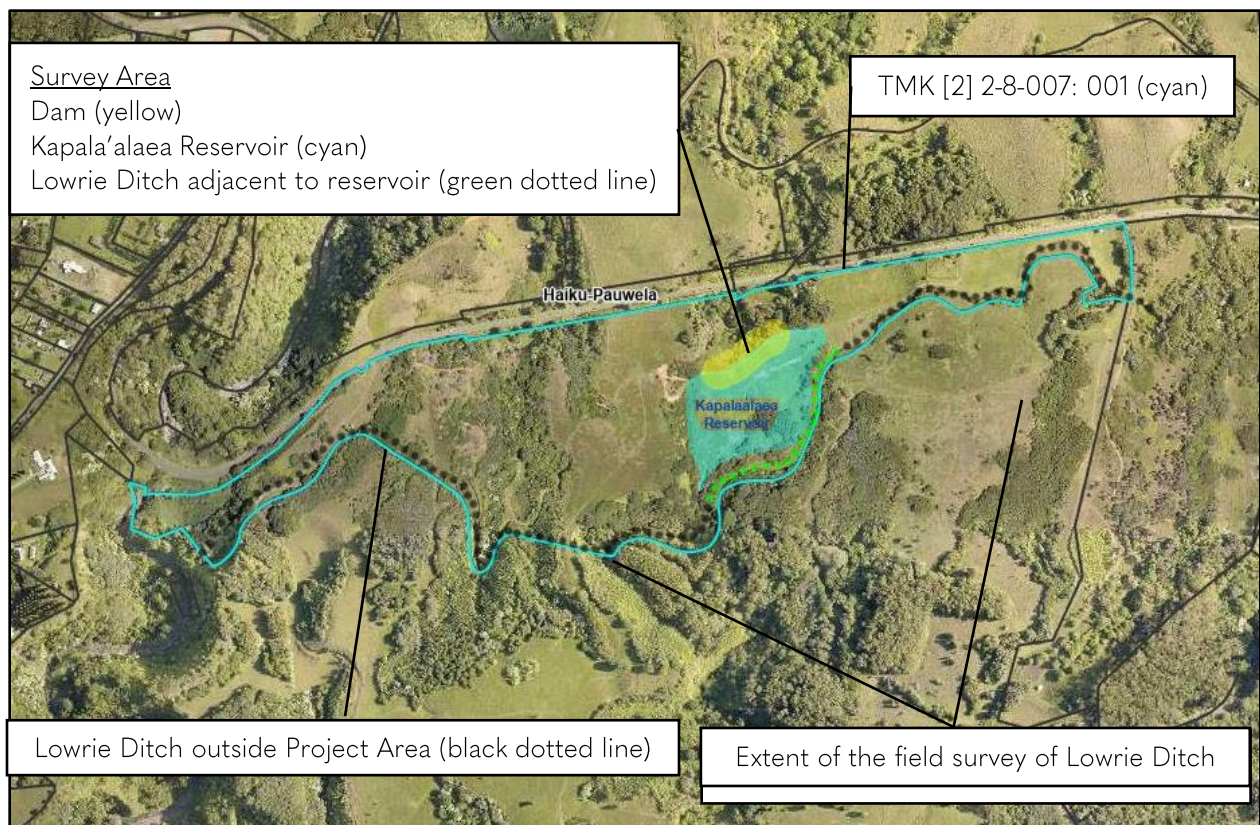 Survey Area
Dam (yellow)
Kapala’alaea Reservoir (cyan)
Lowrie Ditch adjacent to reservoir (green dotted line)
TMK [2] 2-8-007: 001 (cyan)
Haiku-Pauwela
Kapalaalaea
Reservoir
Lowrie Ditch outside Project Area (black dotted line)
Extent of the field survey of Lowrie Ditch